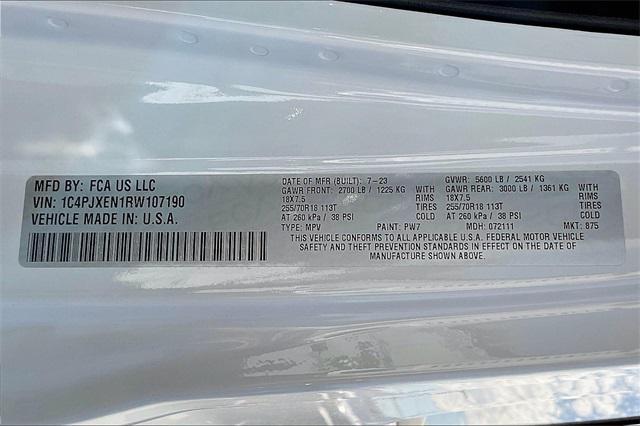 MFD BY: FCA US LLC
VIN: 1C4PJXEN1RW107190
VEHICLE MADE IN: U.S.A.
DATE OF MFR (BUILT): 7-23
GAWR FRONT: 2700 LB / 1225 KG WITH
18X7.5 RIMS
255/70R18 113T
AT 260 kPa / 38 PSI COLD
TYPE: MPV PAINT: PW7
GVWR: 5600 LB / 2541 KG
GAWR REAR: 3000 LB / 1361 KG WITH
18X7.5 RIMS
255/70R18 113T
AT 260 kPa / 38 PSI COLD
MDH: 072111 MKT: 875
THIS VEHICLE CONFORMS TO ALL APPLICABLE U.S.A. FEDERAL MOTOR VEHICLE
SAFETY AND THEFT PREVENTION STANDARDS IN EFFECT ON THE DATE OF
MANUFACTURE SHOWN ABOVE.